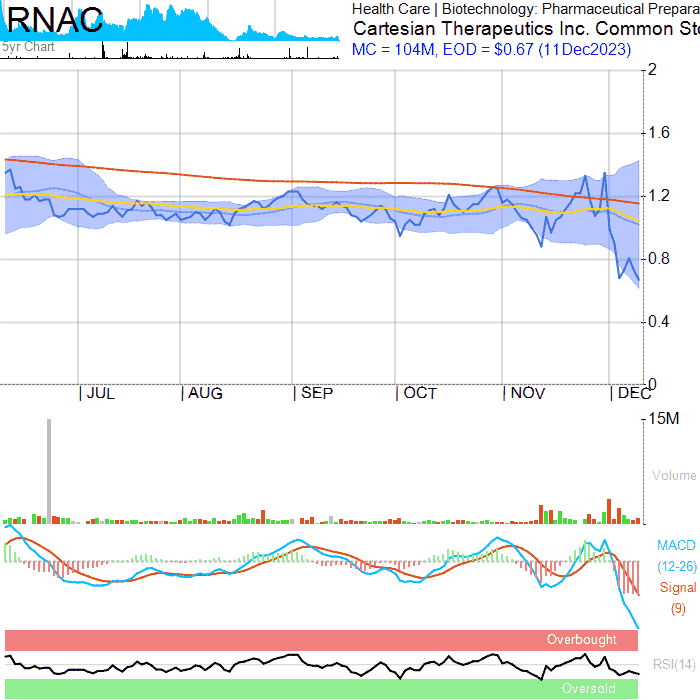 RNAC
5yr Chart
Health Care | Biotechnology: Pharmaceutical Prepara
Cartesian Therapeutics Inc. Common Sto
MC = 104M, EOD = $0.67 (11Dec2023)
2
1.6
1.2
0.8
0.4
0
| JUL | AUG | SEP | OCT | NOV | DEC
15M
Volume
MACD
(12-26)
Signal
(9)
Overbought
RSI(14)
Oversold